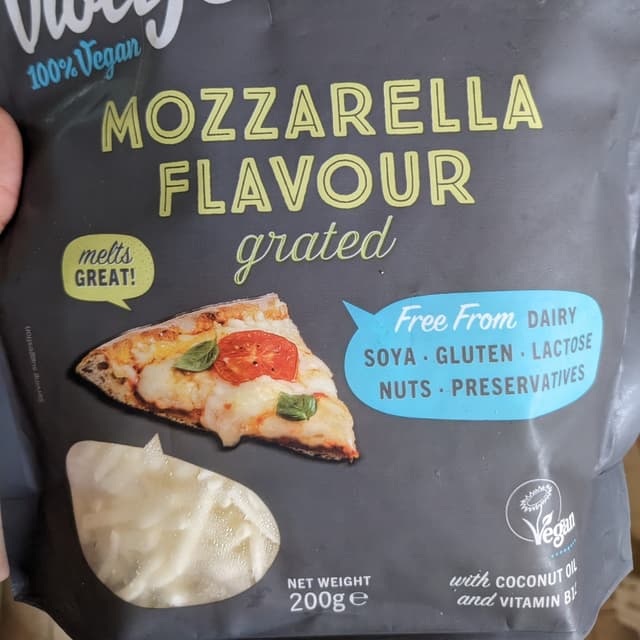 100% Vegan
MOZZARELLA
FLAVOUR
grated
melts
GREAT!
Free From DAIRY
SOYA · GLUTEN · LACTOSE
NUTS · PRESERVATIVES
Vegan
NET WEIGHT
200g e
with COCONUT OIL
and VITAMIN B12